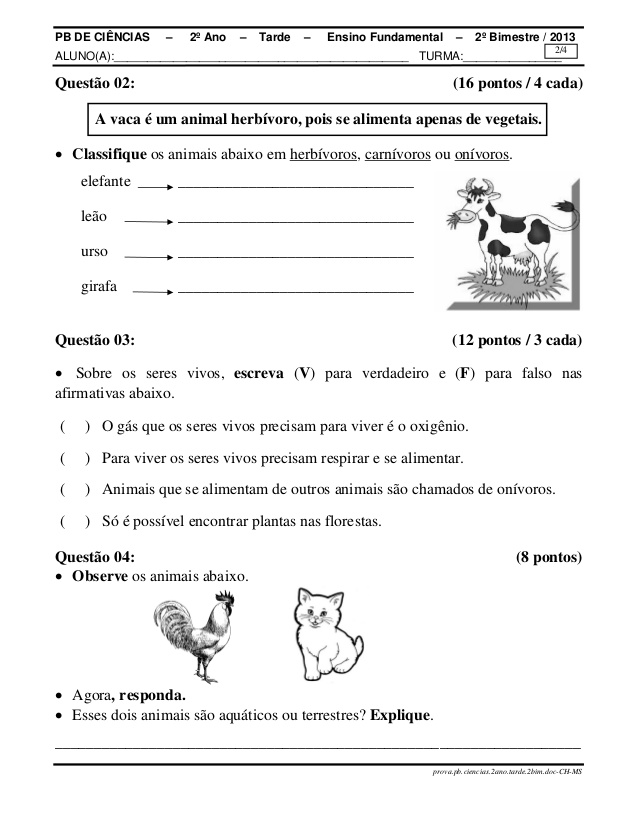 PB DE CIÊNCIAS – 2º Ano – Tarde – Ensino Fundamental – 2º Bimestre / 2013
ALUNO(A):____________________________________________ TURMA:______________
2/4
Questão 02: (16 pontos / 4 cada)
A vaca é um animal herbívoro, pois se alimenta apenas de vegetais.
• Classifique os animais abaixo em herbívoros, carnívoros ou onívoros.
elefante ______________________________
leão ______________________________
urso ______________________________
girafa ______________________________
Questão 03: (12 pontos / 3 cada)
• Sobre os seres vivos, escreva (V) para verdadeiro e (F) para falso nas
afirmativas abaixo.
( ) O gás que os seres vivos precisam para viver é o oxigênio.
( ) Para viver os seres vivos precisam respirar e se alimentar.
( ) Animais que se alimentam de outros animais são chamados de onívoros.
( ) Só é possível encontrar plantas nas florestas.
Questão 04: (8 pontos)
• Observe os animais abaixo.
• Agora, responda.
• Esses dois animais são aquáticos ou terrestres? Explique.
prova.pb.ciencias.2ano.tarde.2bim.doc-CH-MS